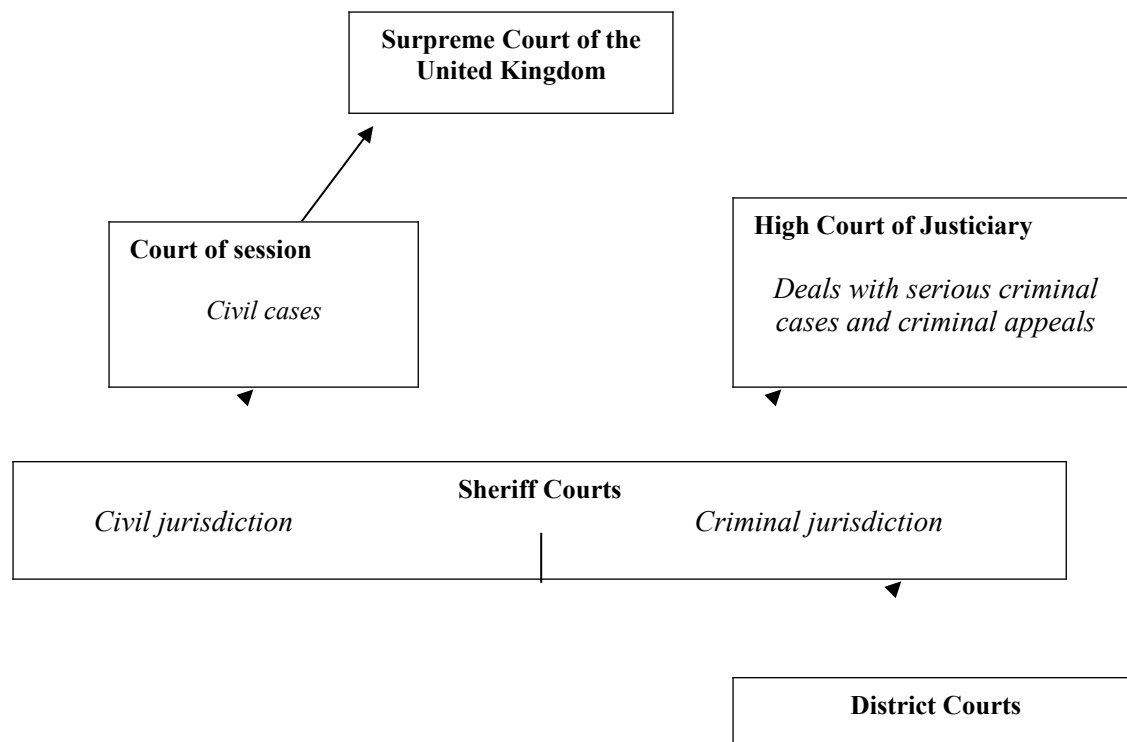 Surpreme Court of the
United Kingdom
Court of session
Civil cases
High Court of Justiciary
Deals with serious criminal
cases and criminal appeals
Sheriff Courts
Civil jurisdiction
Criminal jurisdiction
District Courts